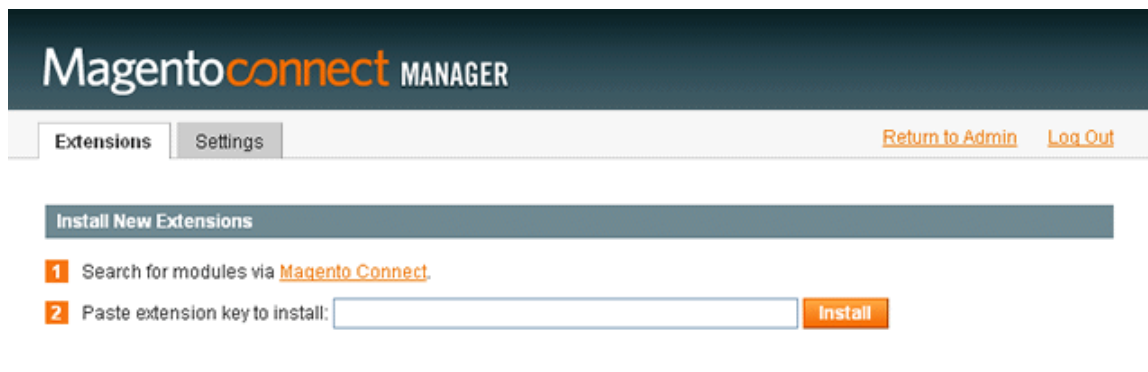 Magentoconnect MANAGER
Extensions Settings Return to Admin Log Out
Install New Extensions
1 Search for modules via Magento Connect.
2 Paste extension key to install: Install